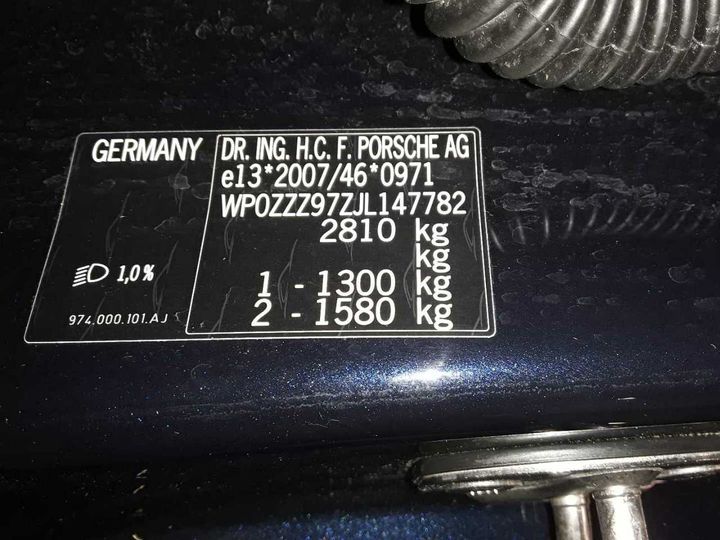 GERMANY
1,0%
974.000.101.AJ
DR. ING. H.C. F. PORSCHE AG
e13*2007/46*0971
WP0ZZZ97ZJL147782
2810 kg
kg
1 - 1300 kg
2 - 1580 kg